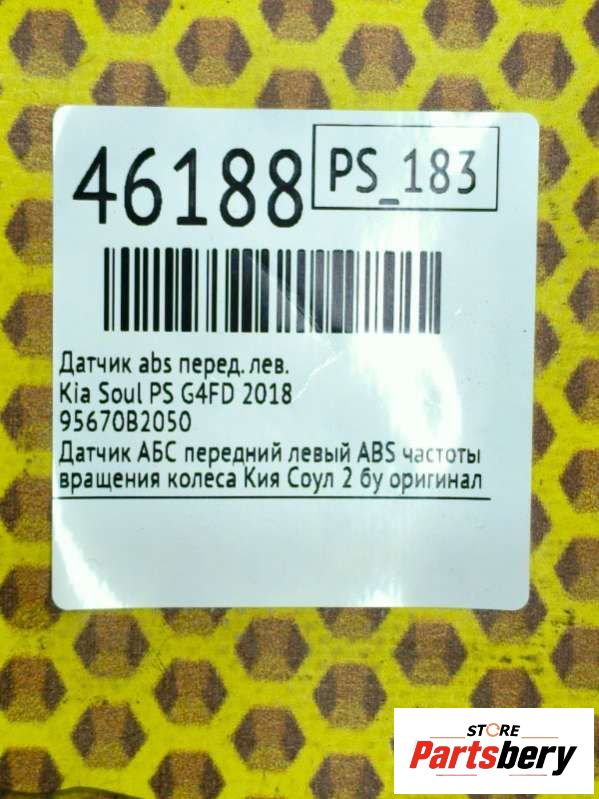 46188
PS_183
Датчик abs перед. лев.
Kia Soul PS G4FD 2018
95670B2050
Датчик АБС передний левый ABS частоты
вращения колеса Кия Соул 2 бу оригинал
STORE
Partsbery